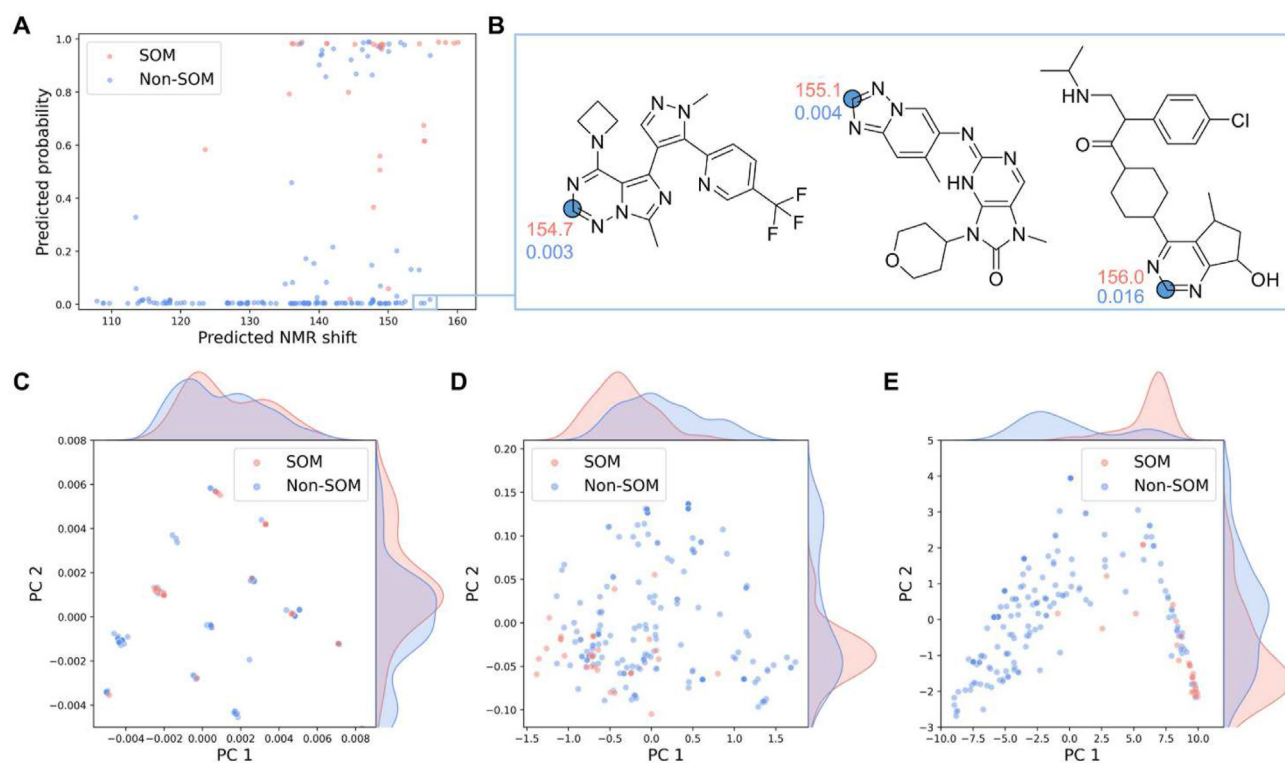 A
B
SOM
Non-SOM
Predicted probability
1.0
0.8
0.6
0.4
0.2
0.0
110 120 130 140 150 160
Predicted NMR shift
N
N
N
N
N
N
N
N
N
F
F
F
154.7
0.003
155.1
0.004
N
N
N
N
N
N
HN
N
N
O
O
156.0
0.016
HN
Cl
O
N
N
OH
C
SOM
Non-SOM
PC 2
0.008
0.006
0.004
0.002
0.000
−0.002
−0.004
−0.004 −0.002 0.000 0.002 0.004 0.006 0.008
PC 1
D
SOM
Non-SOM
PC 2
0.20
0.15
0.10
0.05
0.00
−0.05
−0.10
−1.5 −1.0 −0.5 0.0 0.5 1.0 1.5
PC 1
E
SOM
Non-SOM
PC 2
5
4
3
2
1
0
−1
−2
−3
−10.0 −7.5 −5.0 −2.5 0.0 2.5 5.0 7.5 10.0
PC 1